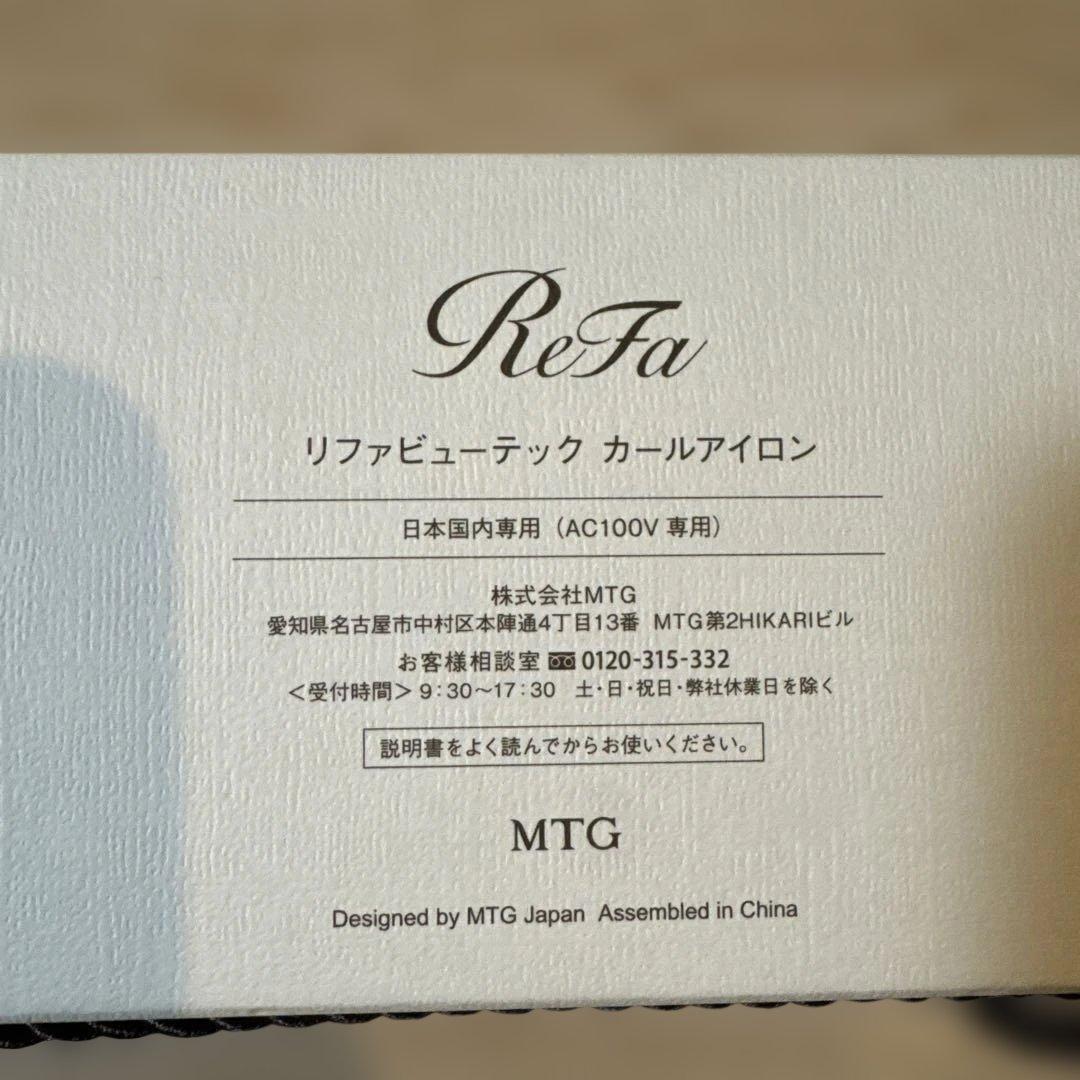 ReFa
リファビューテック カールアイロン
日本国内専用（AC100V 専用）
株式会社MTG
愛知県名古屋市中村区本陣通4丁目13番 MTG第2HIKARIビル
お客様相談室 0120-315-332
＜受付時間＞9：30～17：30 土・日・祝日・弊社休業日を除く
説明書をよく読んでからお使いください。
MTG
Designed by MTG Japan Assembled in China